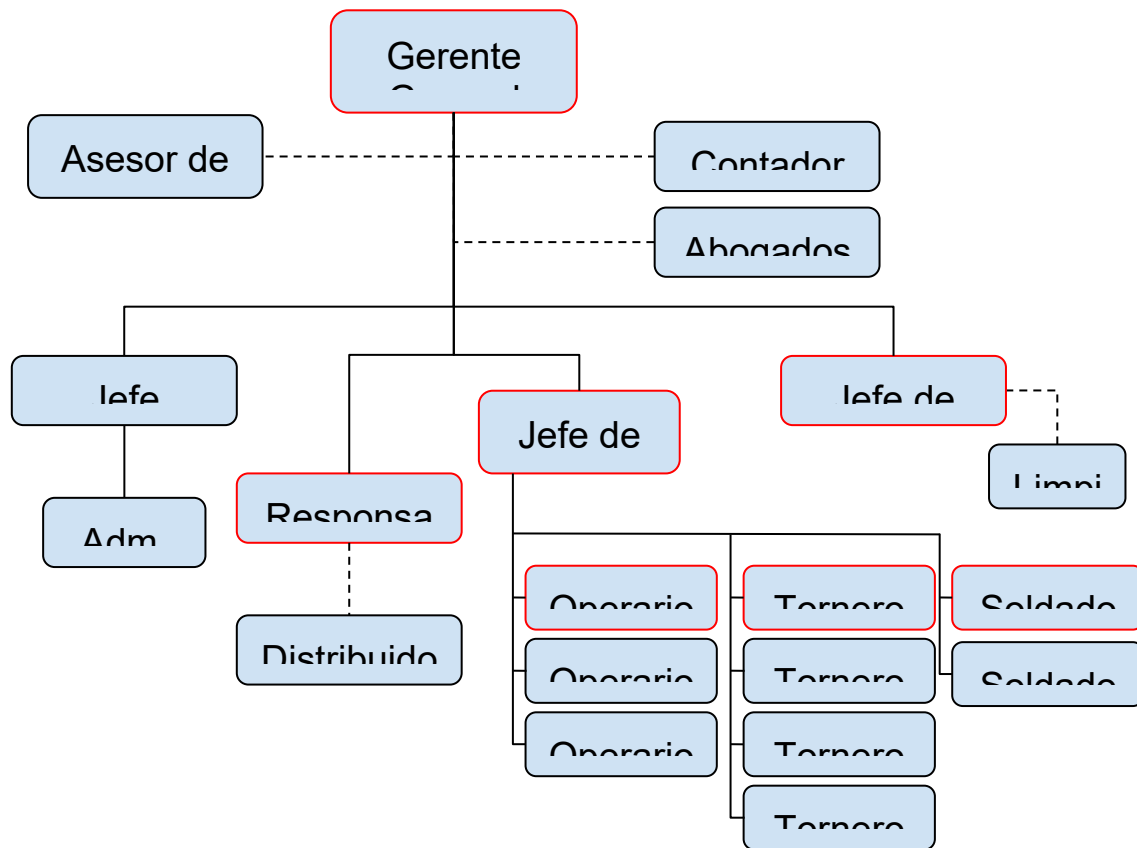 Gerente
General
Asesor de
Contador
Abogados
Jefe
Jefe de
Jefe de
Limpi
Responsa
Adm
Operario
Tornero
Soldado
Distribuido
Operario
Tornero
Soldado
Operario
Tornero
Tornero